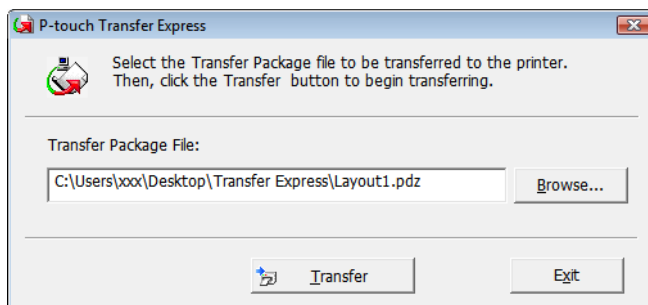 P-touch Transfer Express
Select the Transfer Package file to be transferred to the printer.
Then, click the Transfer button to begin transferring.
Transfer Package File:
C:\Users\xxx\Desktop\Transfer Express\Layout1.pdz
Browse...
Transfer
Exit